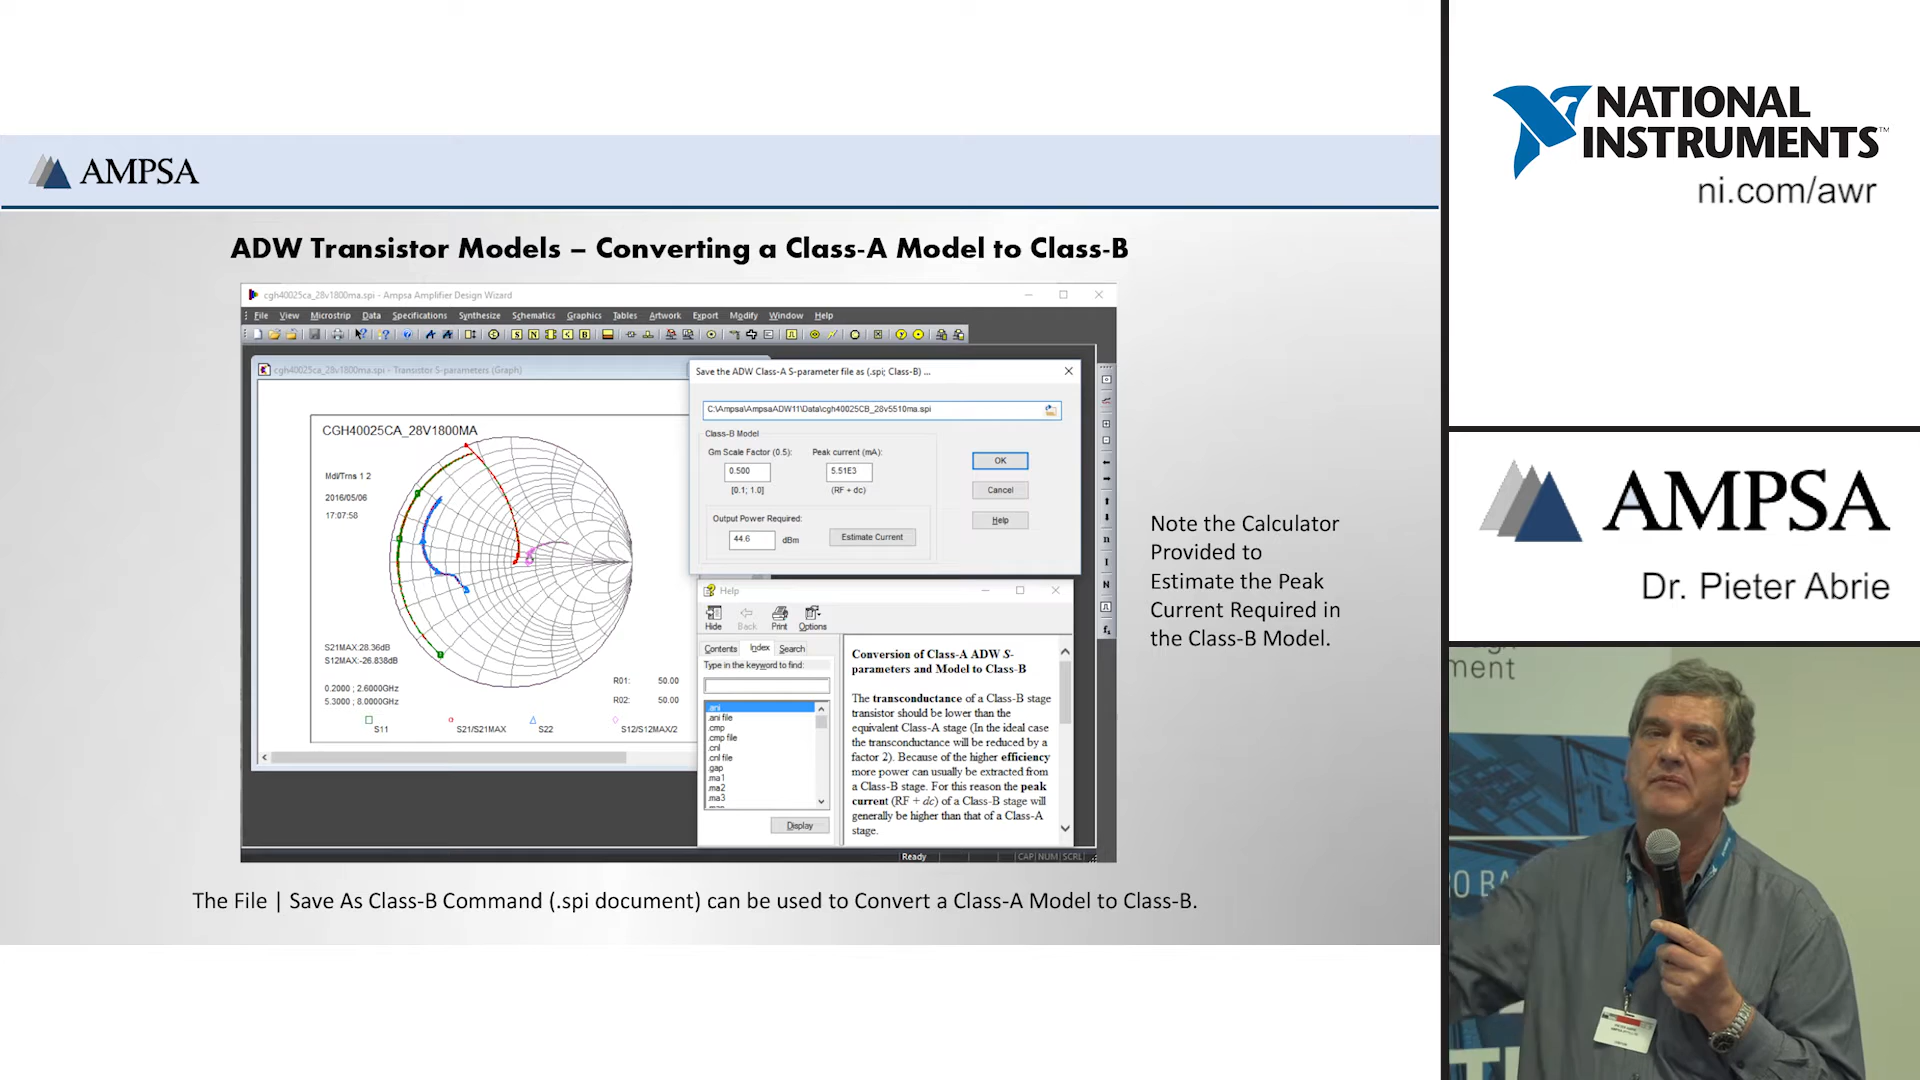 AMPSA
ADW Transistor Models – Converting a Class-A Model to Class-B
cgh40025ca_28v1800ma.spi - Ampsa Amplifier Design Wizard
File View Microstrip Data Specifications Synthesize Schematics Graphics Tables Artwork Export Modify Window Help
cgh40025ca_28v1800ma.spi - Transistor S-parameters (Graph)
CGH40025CA_28V1800MA
Mdl/Trns 1 2
2016/05/06
17:07:58
S21MAX:28.36dB
S12MAX:-26.838dB
0.2000 ; 2.6000GHz
5.3000 ; 8.0000GHz
R01: 50.00
R02: 50.00
S11
S21/S21MAX
S22
S12/S12MAX/2
Save the ADW Class-A S-parameter file as (.spi; Class-B) ...
C:\Ampsa\AmpsaADW11\Data\cgh40025CB_28v5510ma.spi
Class-B Model
Gm Scale Factor (0.5): Peak current (mA):
0.500 5.51E3
[0.1; 1.0] (RF + dc)
Output Power Required:
44.6 dBm
Estimate Current
OK
Cancel
Help
Help
Hide Back Print Options
Contents Index Search
Type in the keyword to find:
.ani
.ani file
.cmp
.cmp file
.cnl
.cnl file
.gap
.ma1
.ma2
.ma3
Display
Conversion of Class-A ADW S-
parameters and Model to Class-B
The transconductance of a Class-B stage
transistor should be lower than the
equivalent Class-A stage (In the ideal case
the transconductance will be reduced by a
factor 2). Because of the higher efficiency
more power can usually be extracted from
a Class-B stage. For this reason the peak
current (RF + dc) of a Class-B stage will
generally be higher than that of a Class-A
stage.
Ready
CAP NUM SCRL
Note the Calculator
Provided to
Estimate the Peak
Current Required in
the Class-B Model.
The File | Save As Class-B Command (.spi document) can be used to Convert a Class-A Model to Class-B.
NATIONAL
INSTRUMENTS™
ni.com/awr
AMPSA
Dr. Pieter Abrie
ment